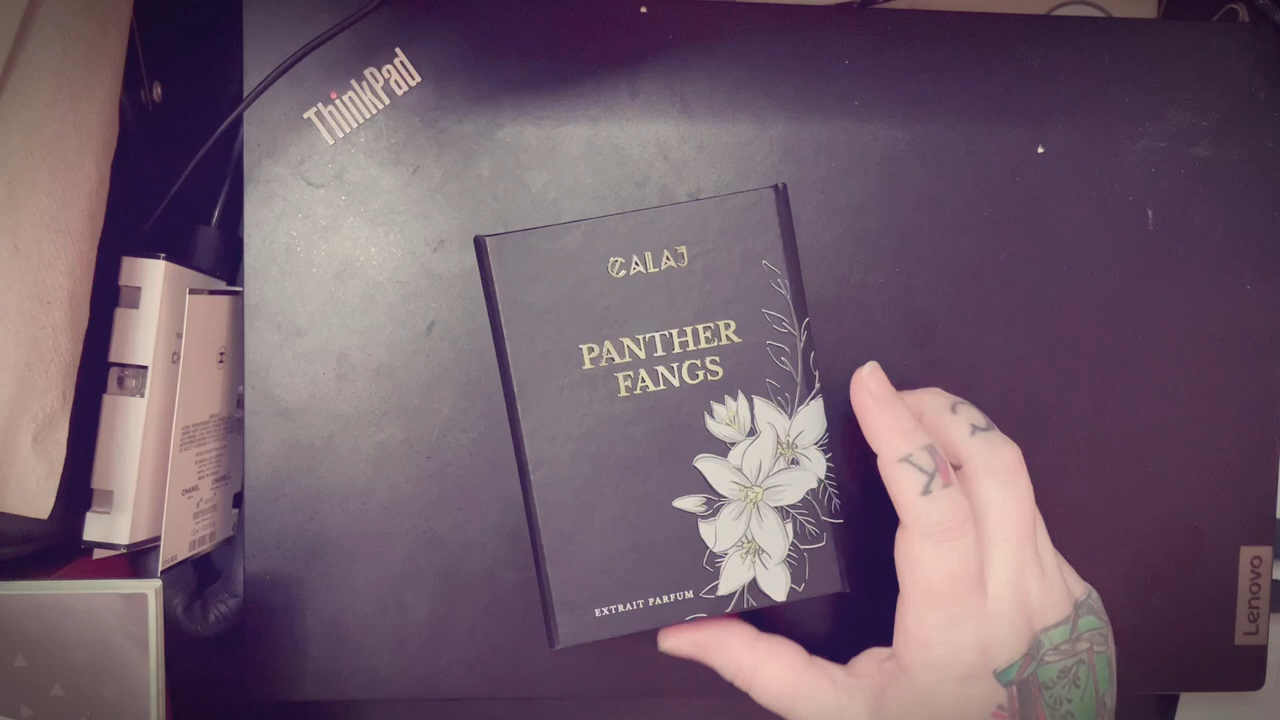 ThinkPad
CALAJ
PANTHER
FANGS
EXTRAIT PARFUM
CHANEL
Lenovo
K